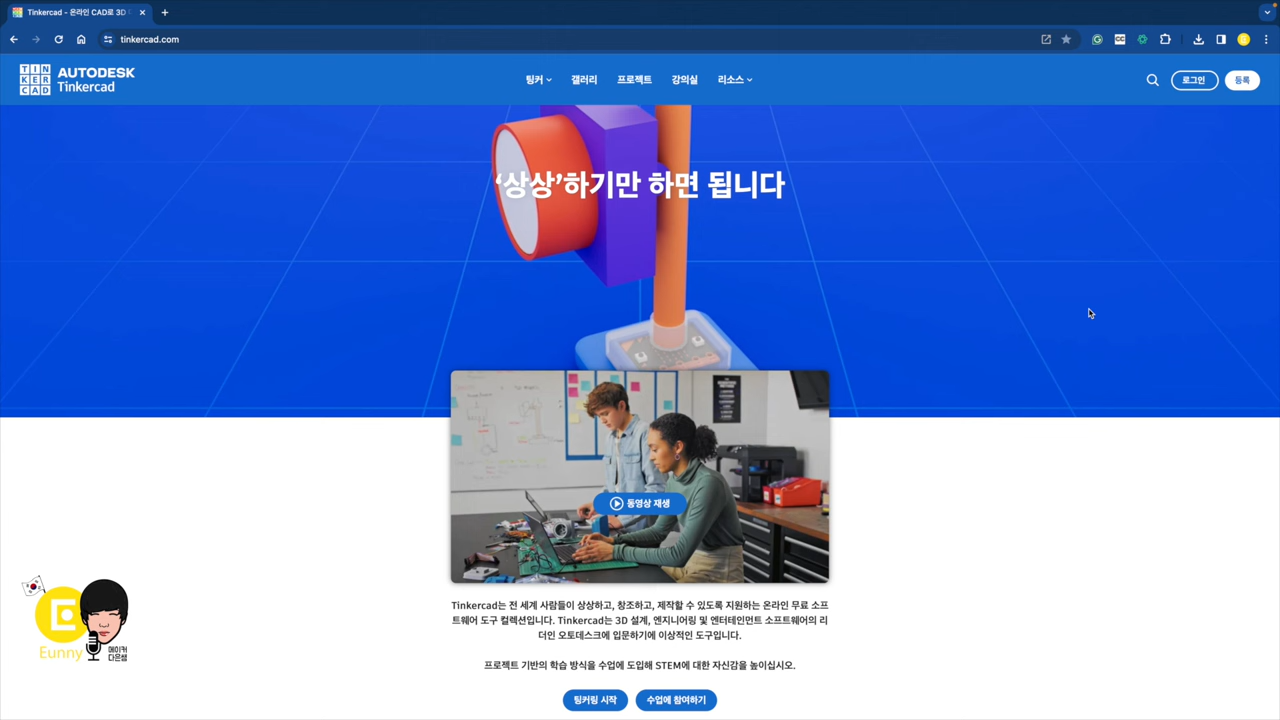 Tinkercad - 온라인 CAD로 3D
tinkercad.com
TIN
KER
CAD
AUTODESK
Tinkercad
팅커
갤러리
프로젝트
강의실
리소스
로그인
등록
‘상상’하기만 하면 됩니다
동영상 재생
Tinkercad는 전 세계 사람들이 상상하고, 창조하고, 제작할 수 있도록 지원하는 온라인 무료 소프
트웨어 도구 컬렉션입니다. Tinkercad는 3D 설계, 엔지니어링 및 엔터테인먼트 소프트웨어의 리
더인 오토데스크에 입문하기에 이상적인 도구입니다.
프로젝트 기반의 학습 방식을 수업에 도입해 STEM에 대한 자신감을 높이십시오.
팅커링 시작
수업에 참여하기
E
Eunny
메이커
다은쌤